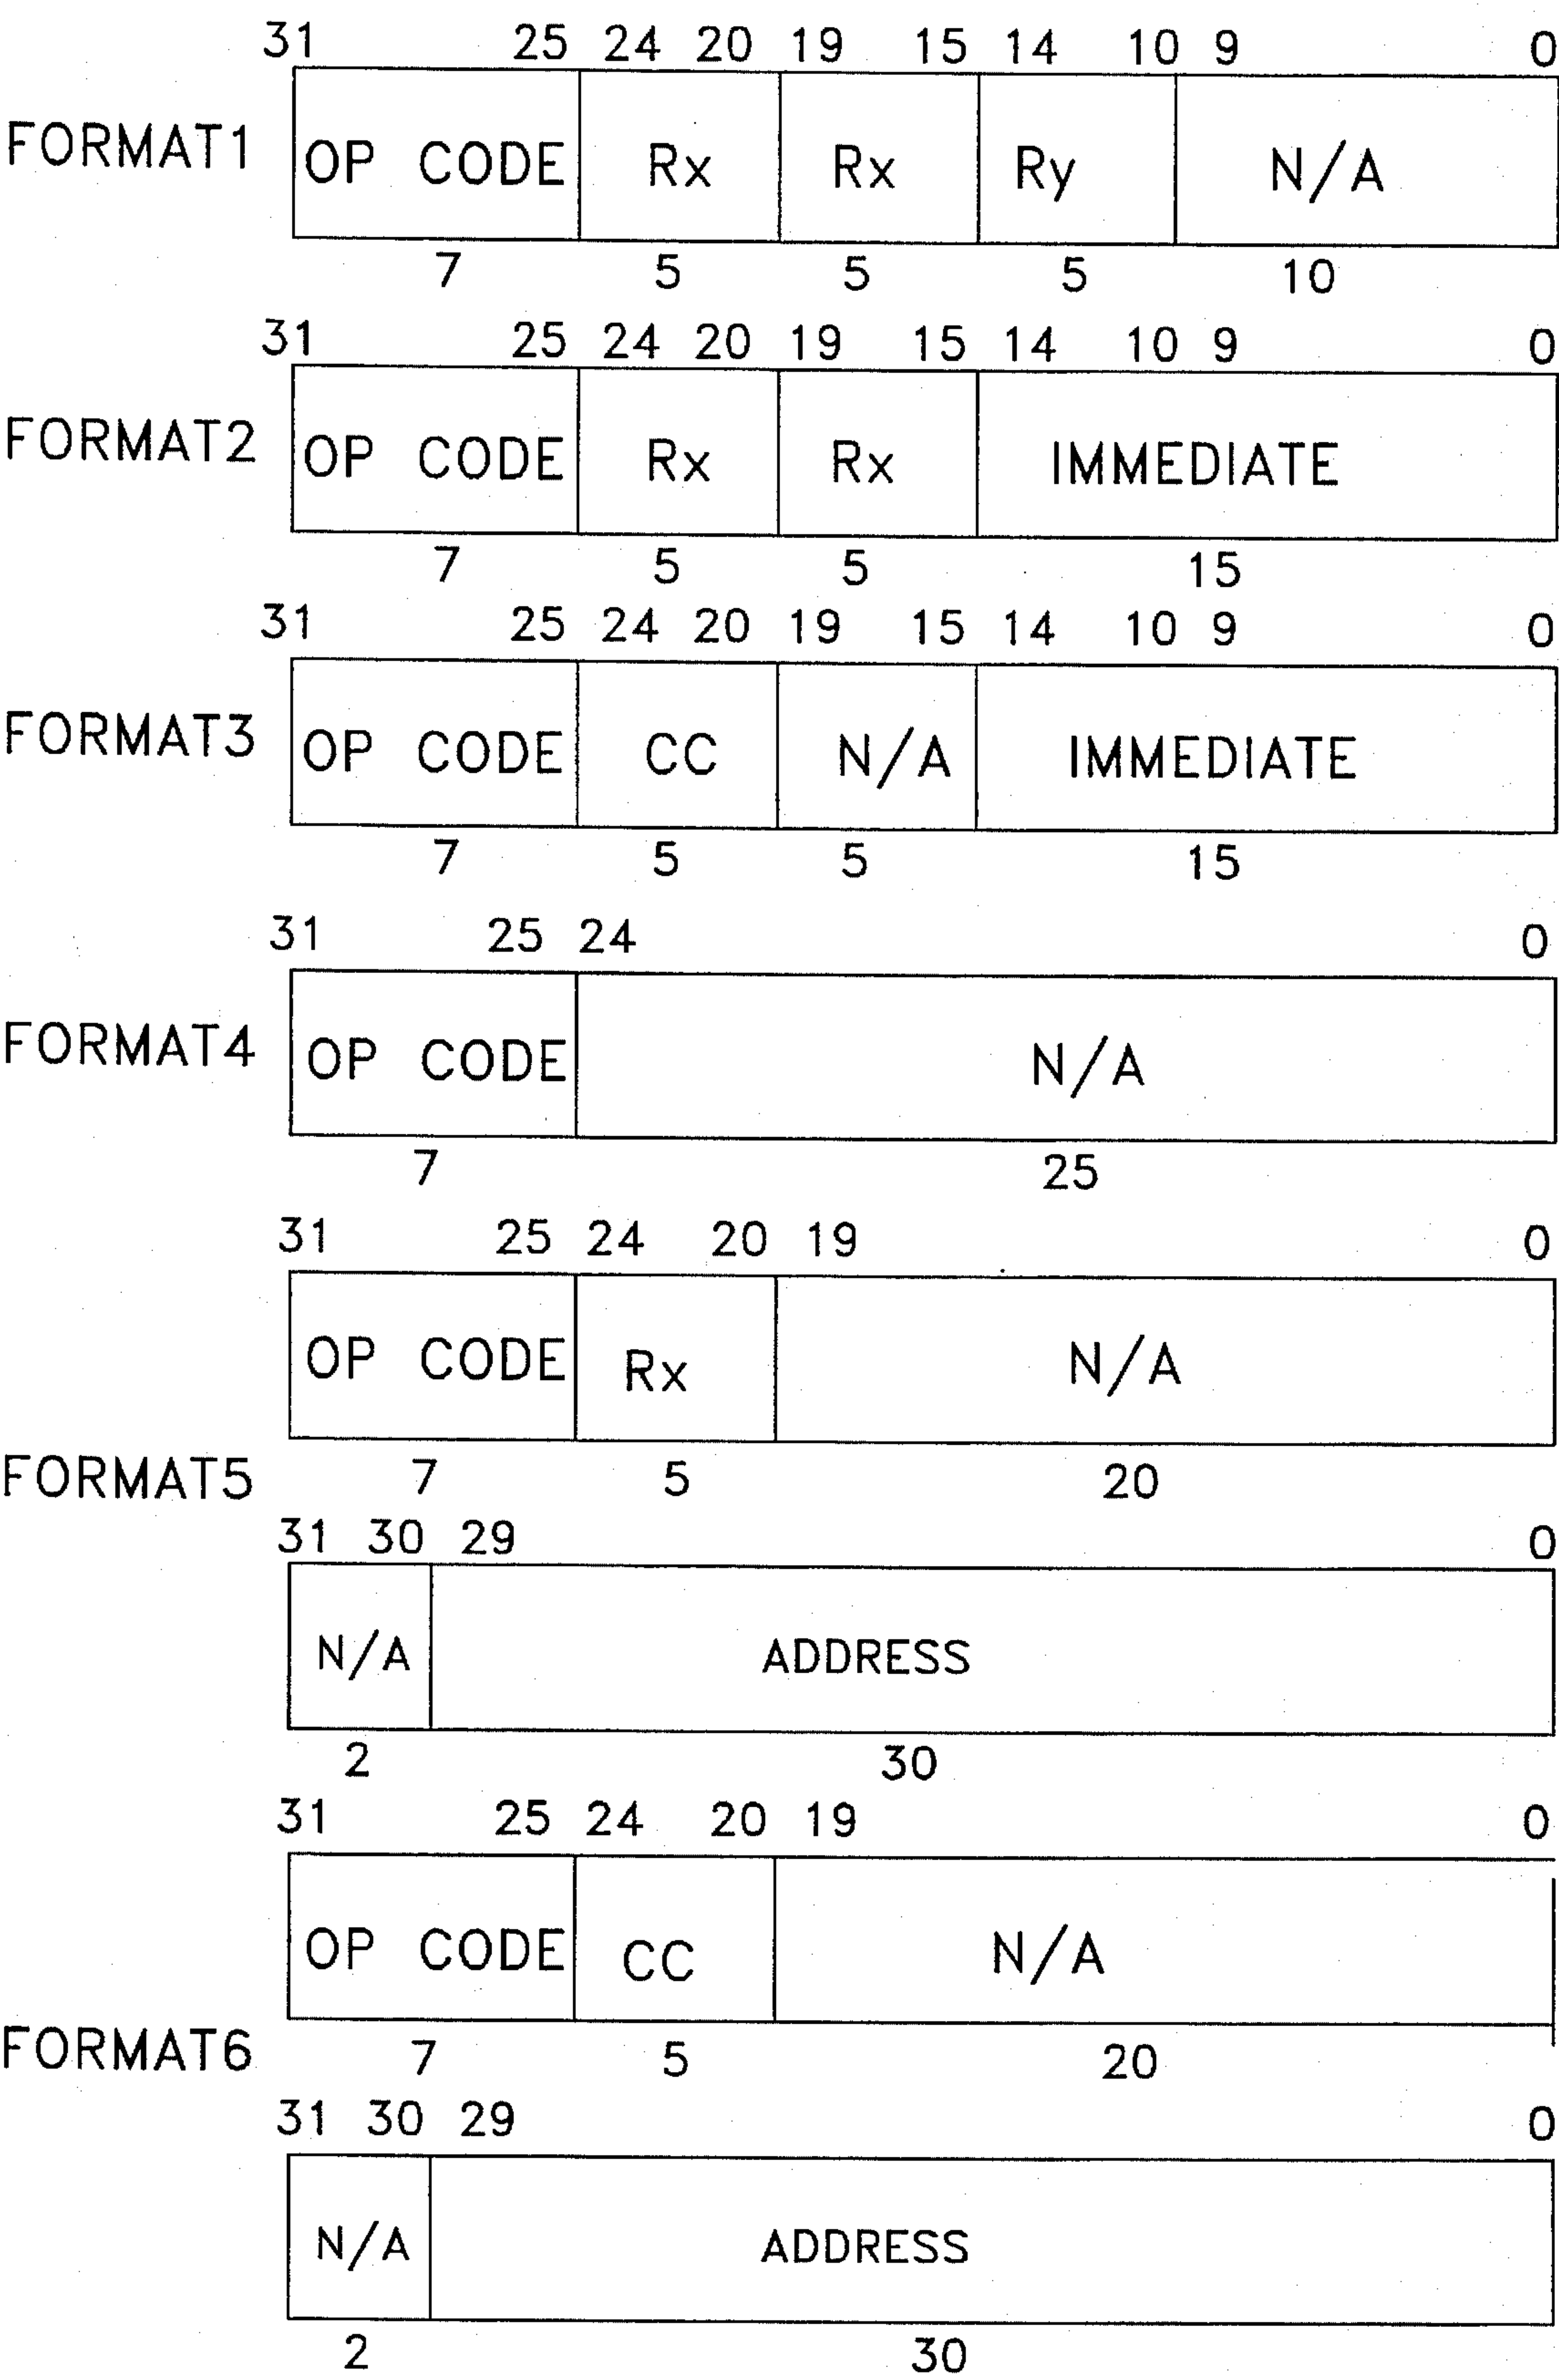 31 25 24 20 19 15 14 10 9 0
FORMAT1 OP CODE Rx Rx Ry N/A
7 5 5 5 10
31 25 24 20 19 15 14 10 9 0
FORMAT2 OP CODE Rx Rx IMMEDIATE
7 5 5 15
31 25 24 20 19 15 14 10 9 0
FORMAT3 OP CODE CC N/A IMMEDIATE
7 5 5 15
31 25 24 0
FORMAT4 OP CODE N/A
7 25
31 25 24 20 19 0
OP CODE Rx N/A
FORMAT5 7 5 20
31 30 29 0
N/A ADDRESS
2 30
31 25 24 20 19 0
OP CODE CC N/A
FORMAT6 7 5 20
31 30 29 0
N/A ADDRESS
2 30